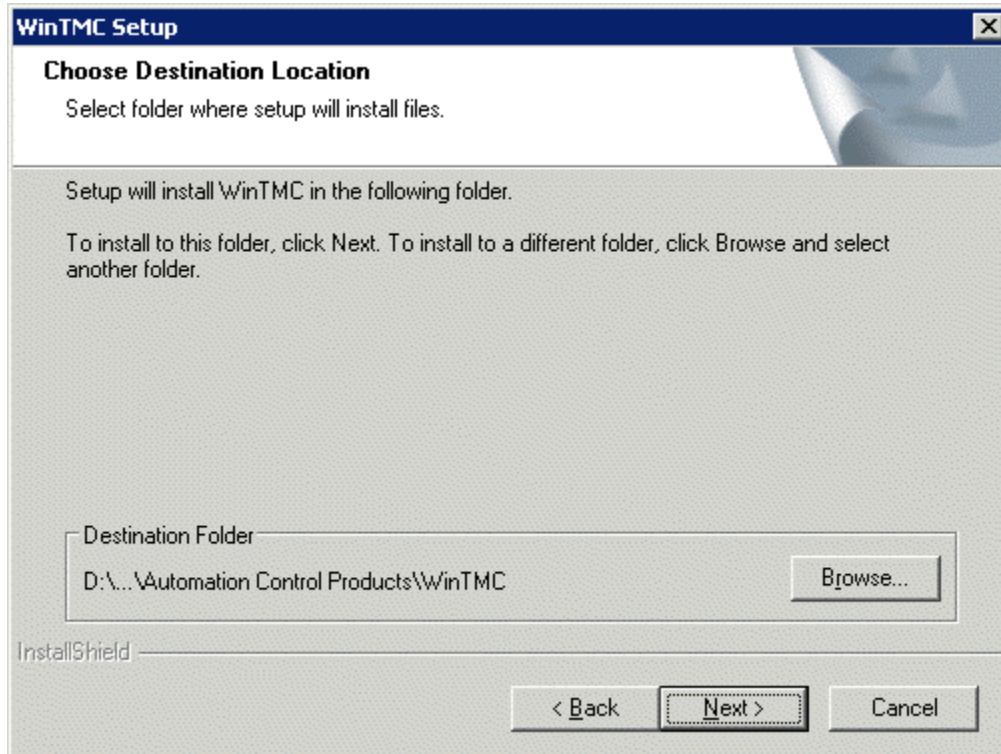 WinTMC Setup
Choose Destination Location
Select folder where setup will install files.
Setup will install WinTMC in the following folder.
To install to this folder, click Next. To install to a different folder, click Browse and select
another folder.
Destination Folder
D:\...\Automation Control Products\WinTMC
Browse...
InstallShield
< Back
Next >
Cancel